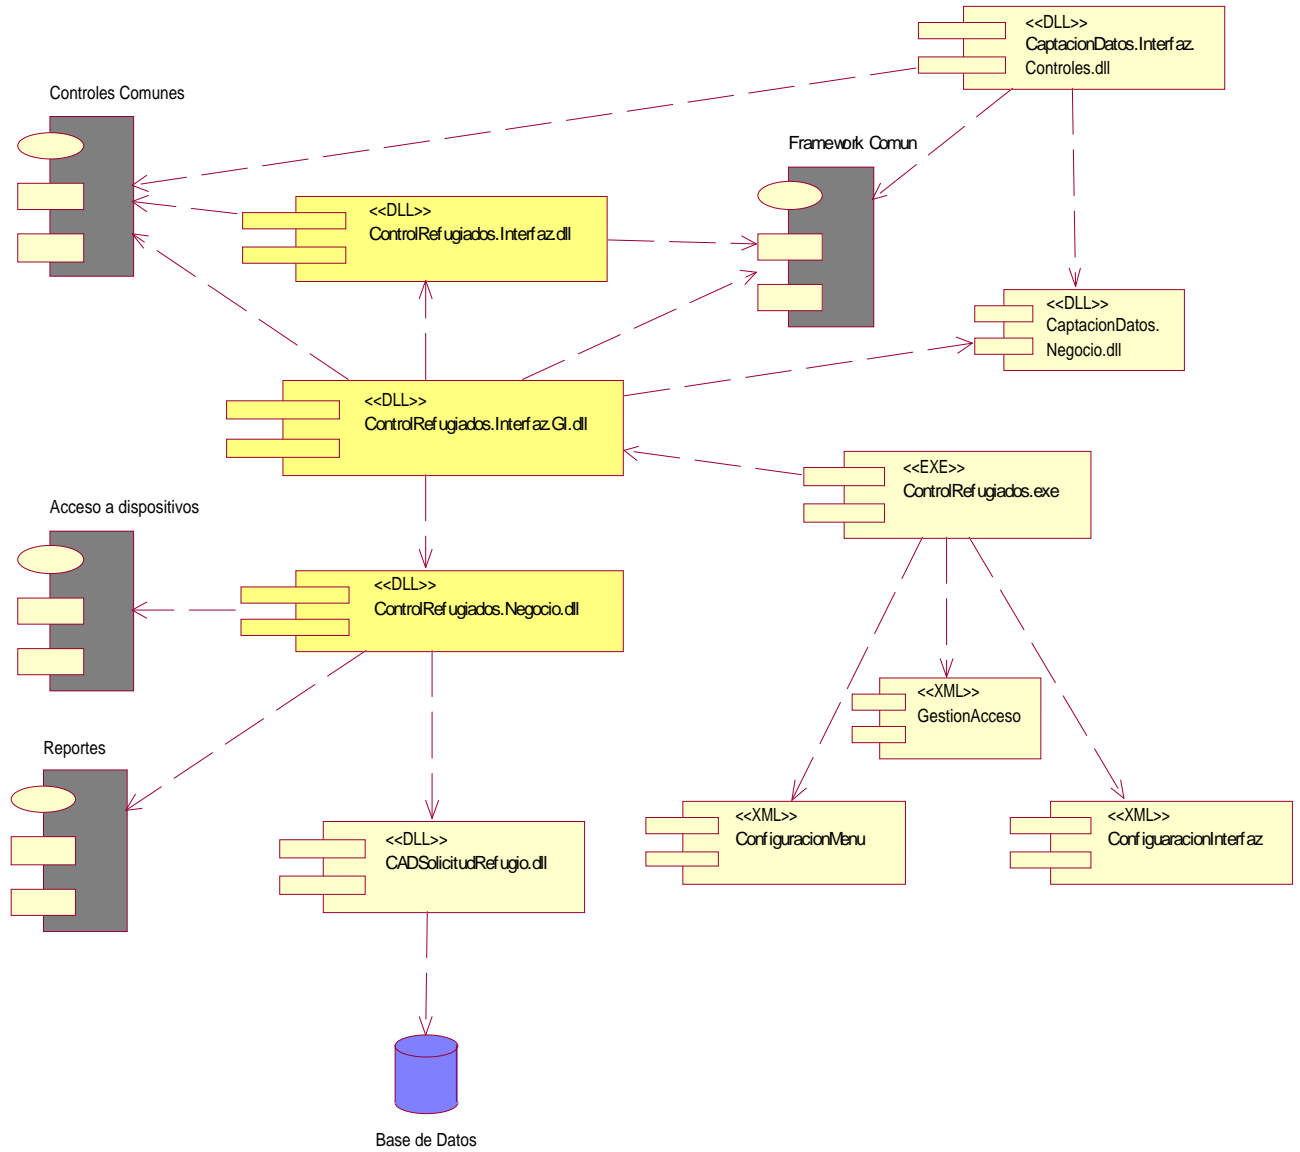 <<DLL>>
CaptacionDatos.Interfaz.
Controles.dll
Controles Comunes
Framework Comun
<<DLL>>
ControlRefugiados.Interfaz.dll
<<DLL>>
CaptacionDatos.
Negocio.dll
<<DLL>>
ControlRefugiados.Interfaz.GI.dll
<<EXE>>
ControlRefugiados.exe
Acceso a dispositivos
<<DLL>>
ControlRefugiados.Negocio.dll
<<XML>>
GestionAcceso
Reportes
<<XML>>
ConfiguracionMenu
<<XML>>
ConfiguaracionInterfaz
<<DLL>>
CADSolicitudRefugio.dll
Base de Datos